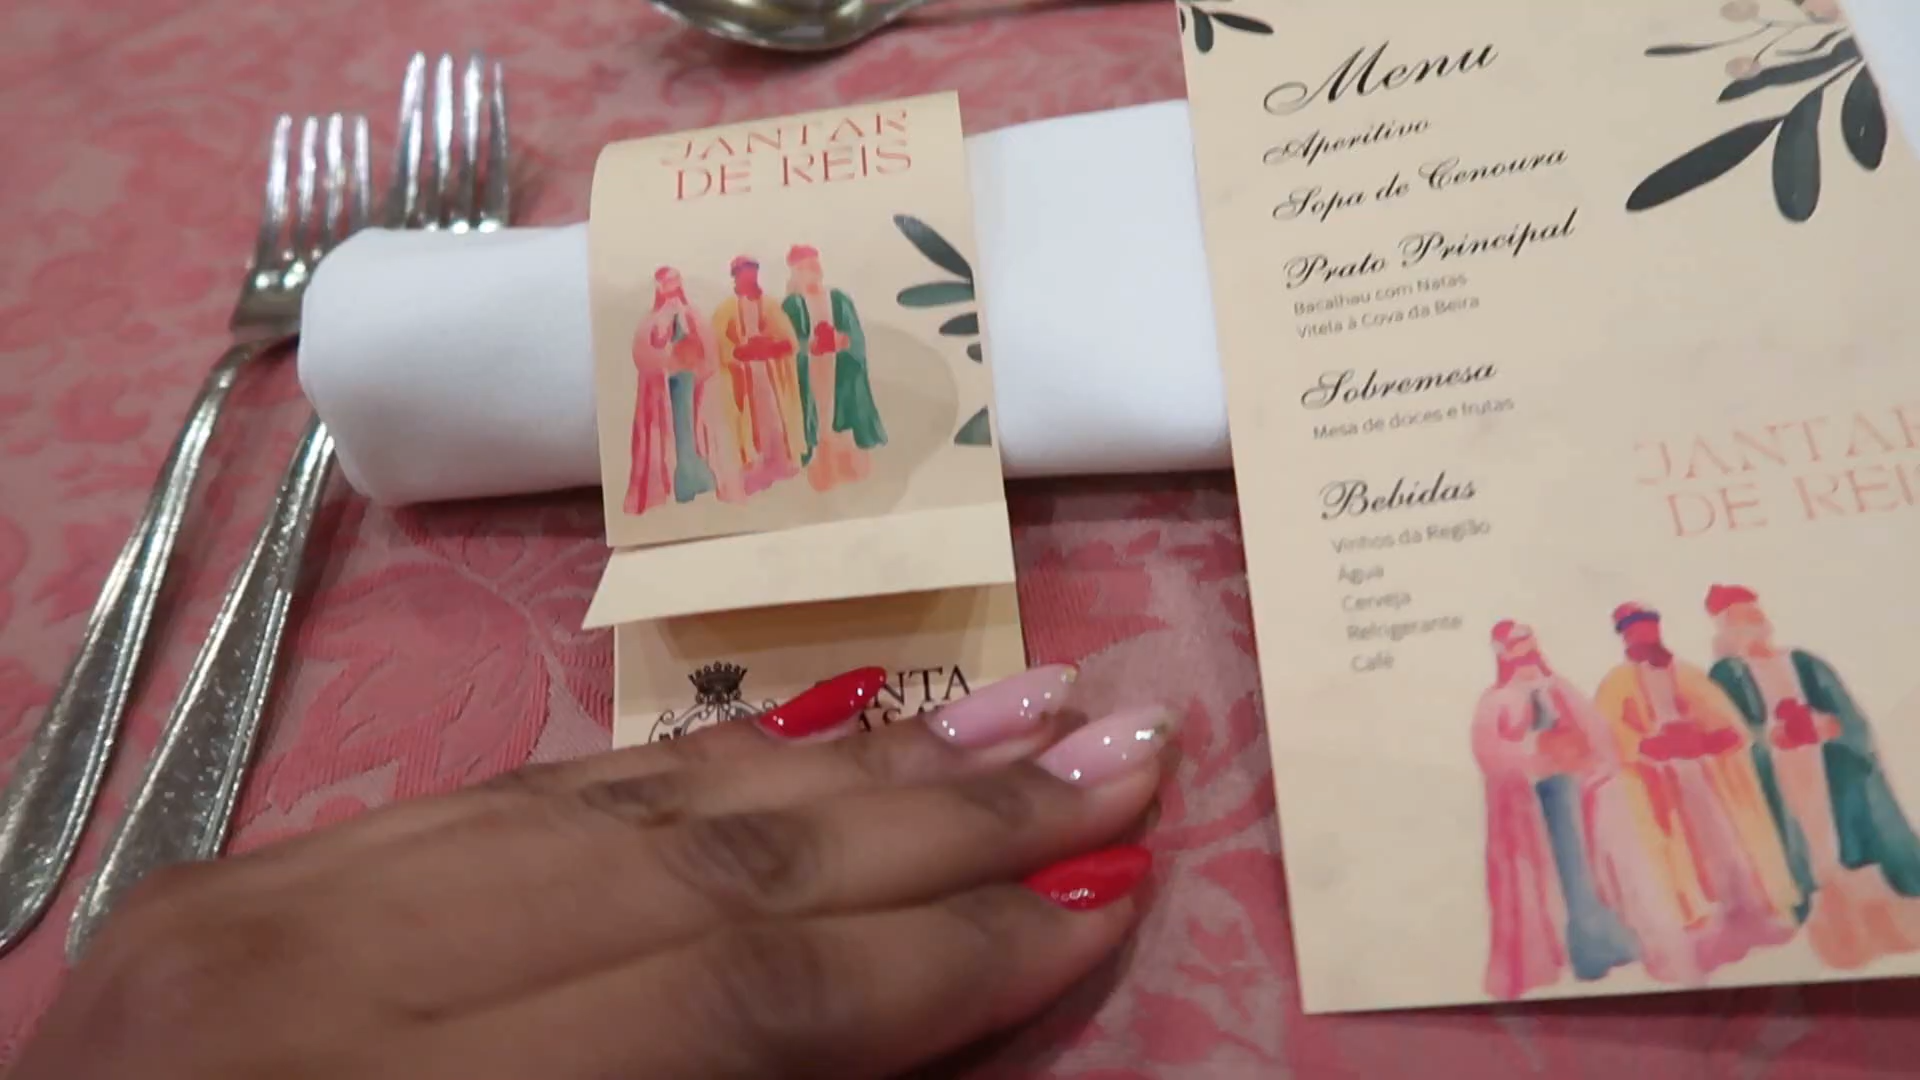 JANTAR
DE REIS
Menu
Aperitivo
Sopa de Cenoura
Prato Principal
Bacalhau com Natas
Vitela à Cova da Beira
Sobremesa
Mesa de doces e frutas
Bebidas
Vinhos da Região
Água
Cerveja
Refrigerante
Café
JANTAR
DE REIS